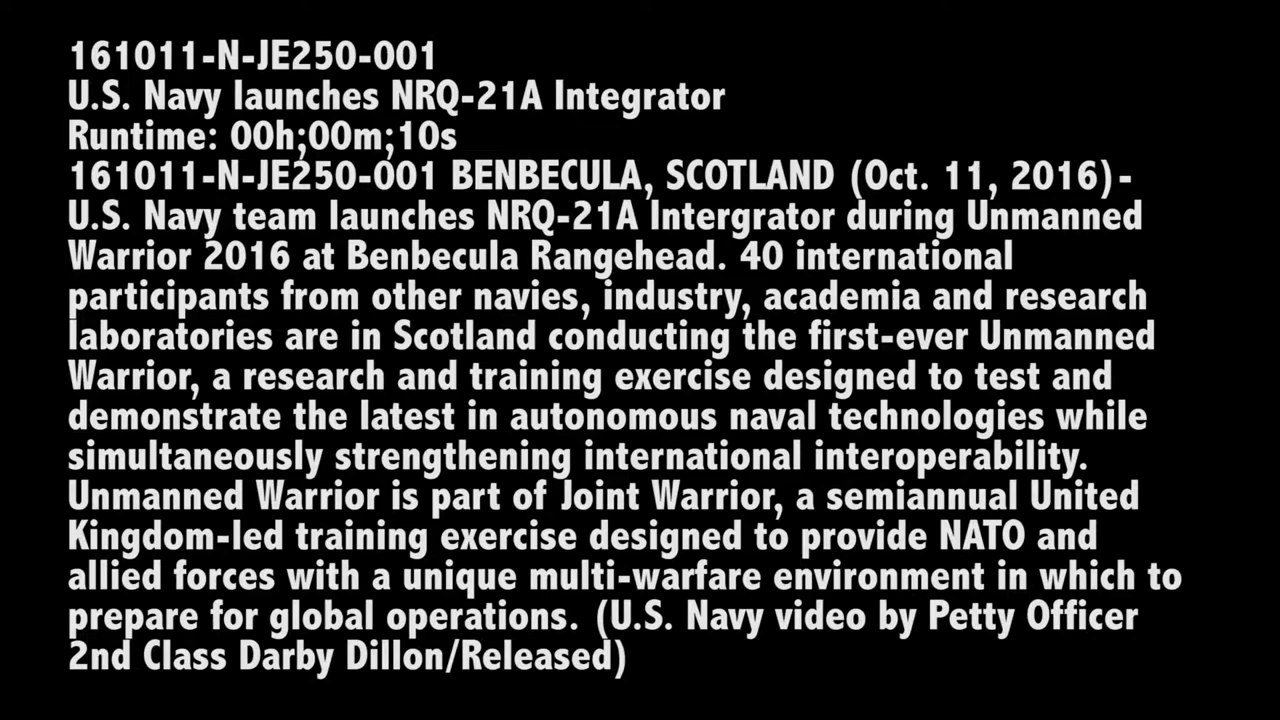 161011-N-JE250-001
U.S. Navy launches NRQ-21A Integrator
Runtime: 00h;00m;10s
161011-N-JE250-001 BENBECULA, SCOTLAND (Oct. 11, 2016)-
U.S. Navy team launches NRQ-21A Intergrator during Unmanned
Warrior 2016 at Benbecula Rangehead. 40 international
participants from other navies, industry, academia and research
laboratories are in Scotland conducting the first-ever Unmanned
Warrior, a research and training exercise designed to test and
demonstrate the latest in autonomous naval technologies while
simultaneously strengthening international interoperability.
Unmanned Warrior is part of Joint Warrior, a semiannual United
Kingdom-led training exercise designed to provide NATO and
allied forces with a unique multi-warfare environment in which to
prepare for global operations. (U.S. Navy video by Petty Officer
2nd Class Darby Dillon/Released)